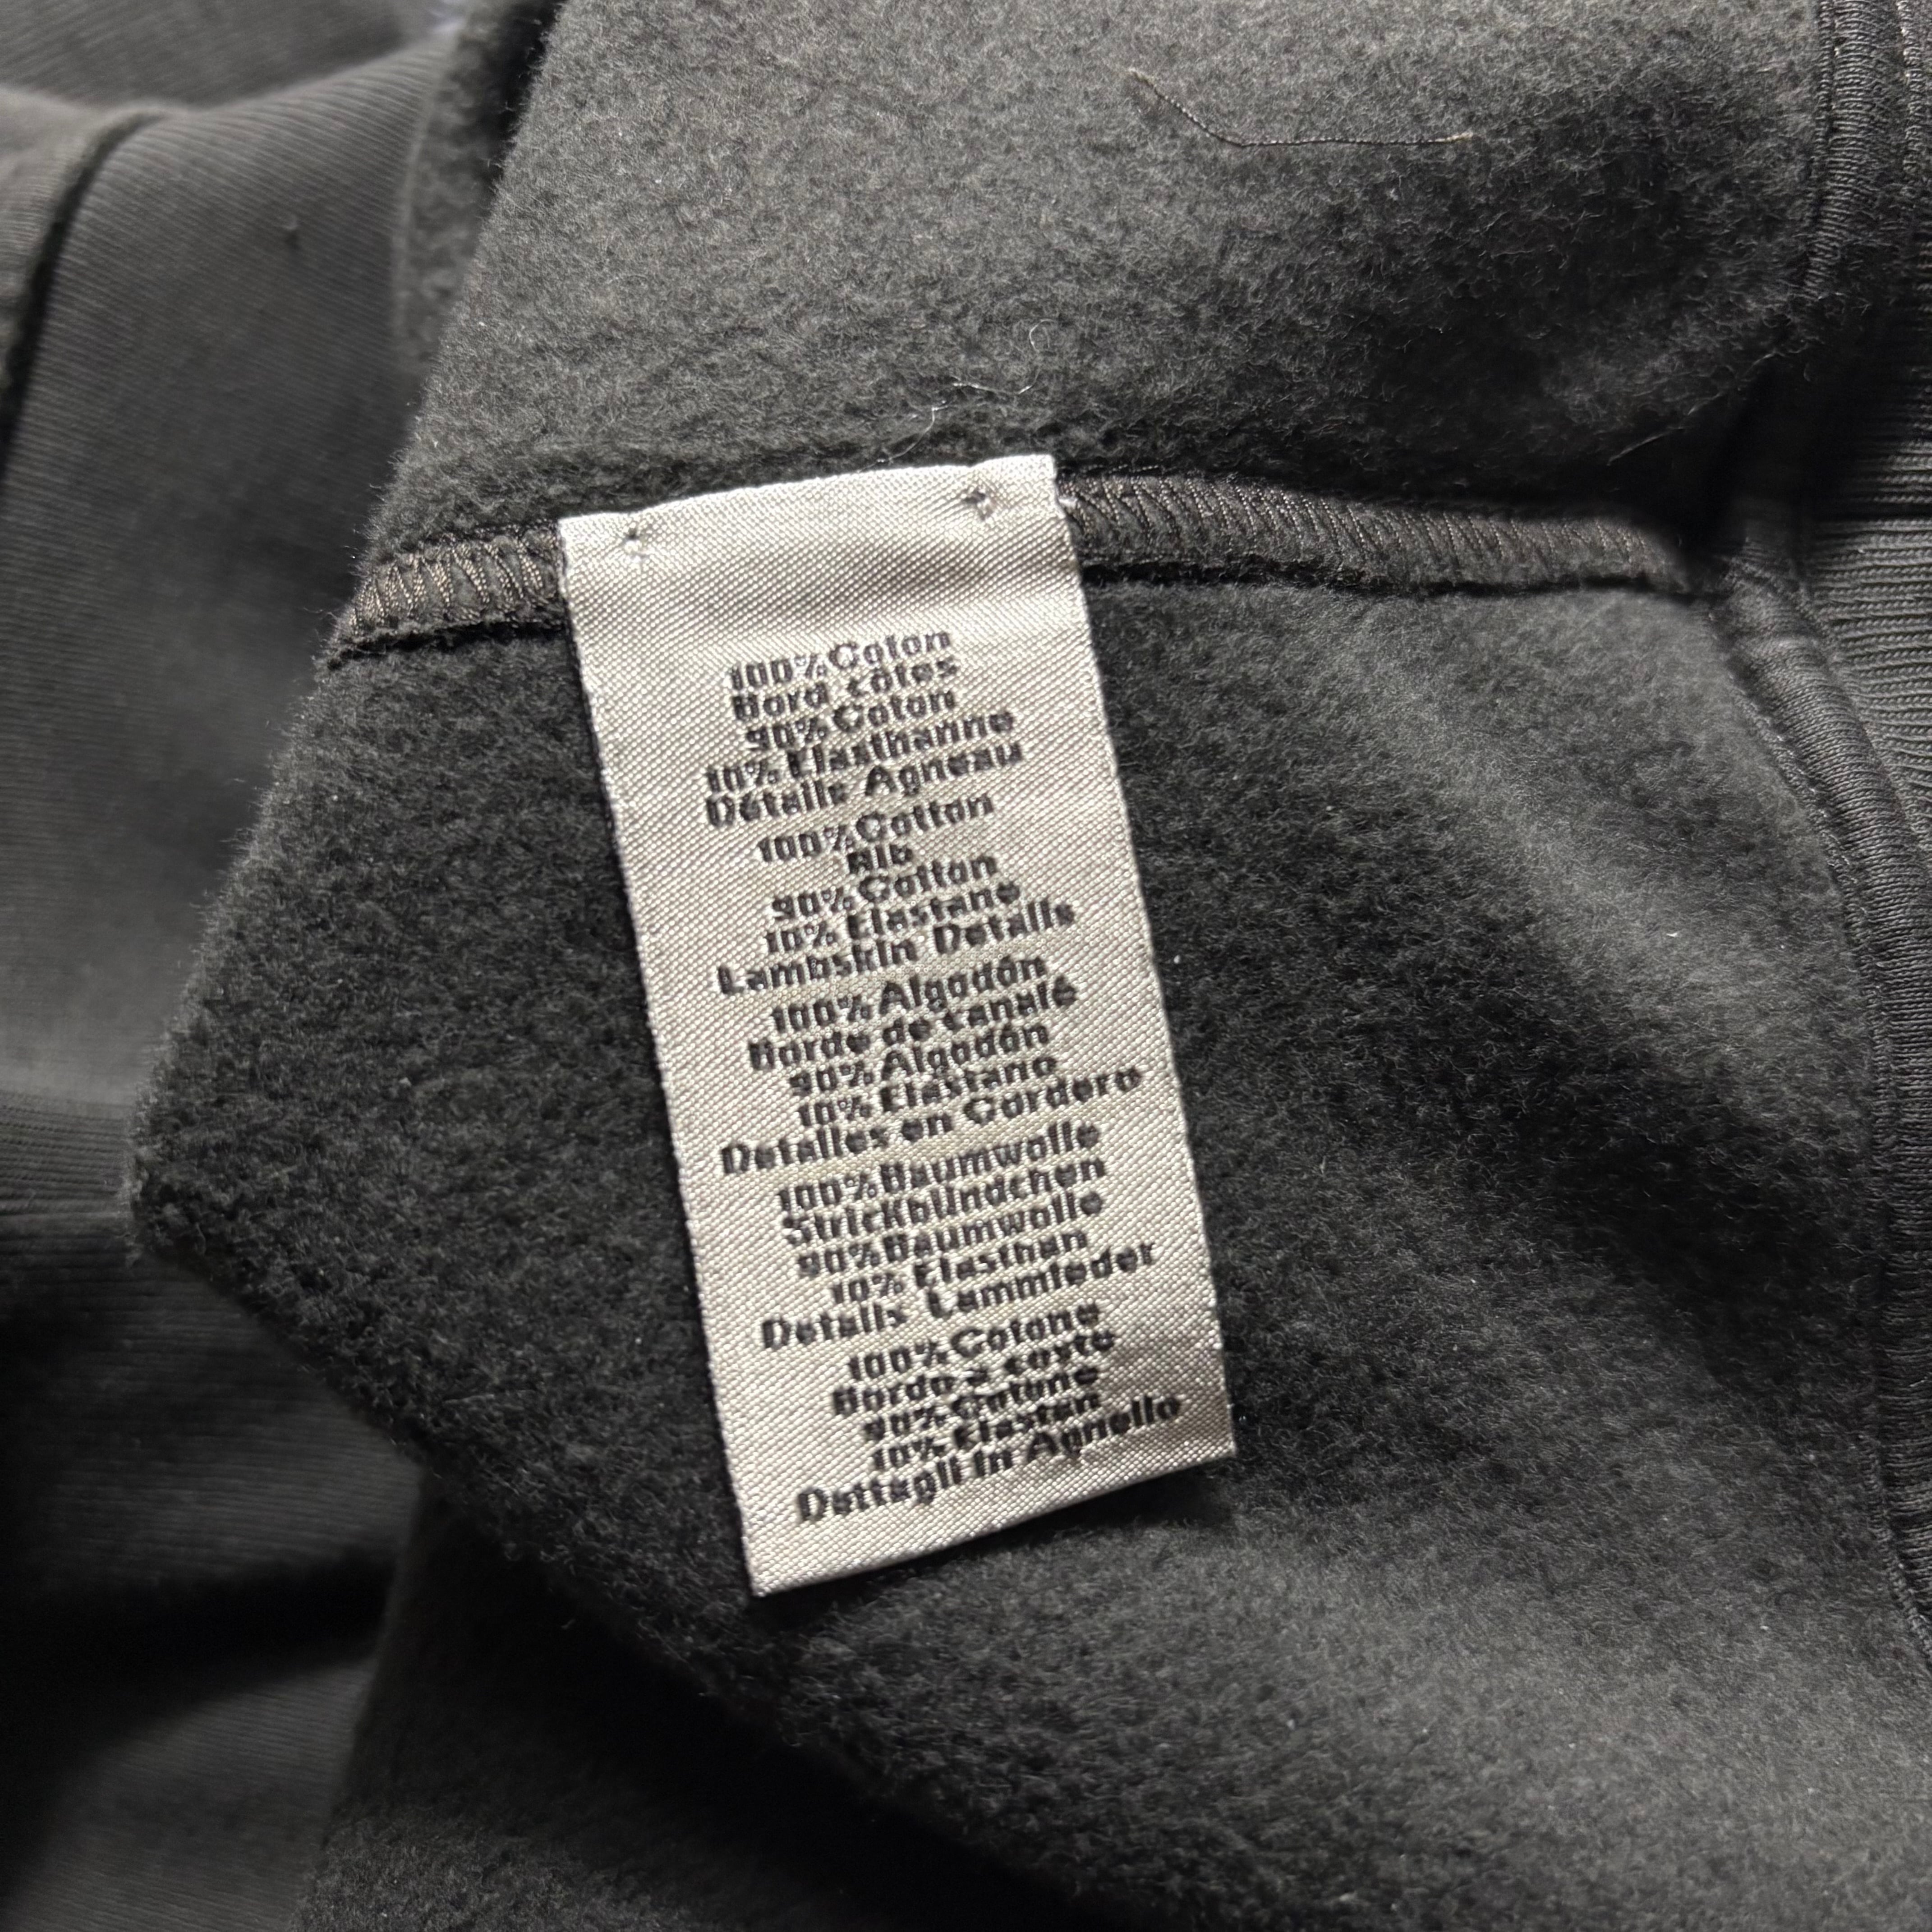 100% Coton
Bord côtes
90% Coton
10% Elasthanne
Détails Agneau
100% Cotton
Rib
90% Cotton
10% Elastane
Lambskin Details
100% Algodón
Borde de canalé
90% Algodón
10% Elastano
Detalles en Cordero
100% Baumwolle
Strickbündchen
90% Baumwolle
10% Elasthan
Details Lammleder
100% Cotone
Bordo a coste
90% Cotone
10% Elastan
Dettagli in Agnello